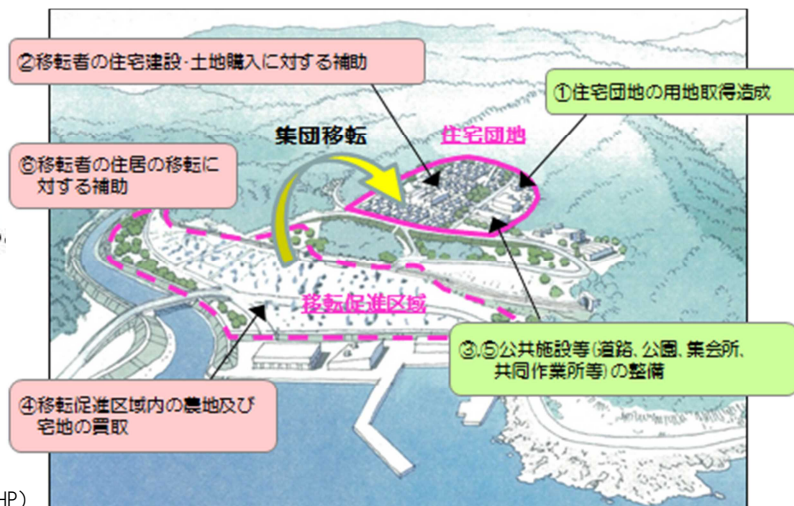 ②移転者の住宅建設・土地購入に対する補助
①住宅団地の用地取得造成
集団移転
住宅団地
⑥移転者の住居の移転に
対する補助
移転促進区域
③,⑤公共施設等(道路、公園、集会所、
共同作業所等)の整備
④移転促進区域内の農地及び
宅地の買取
HP)